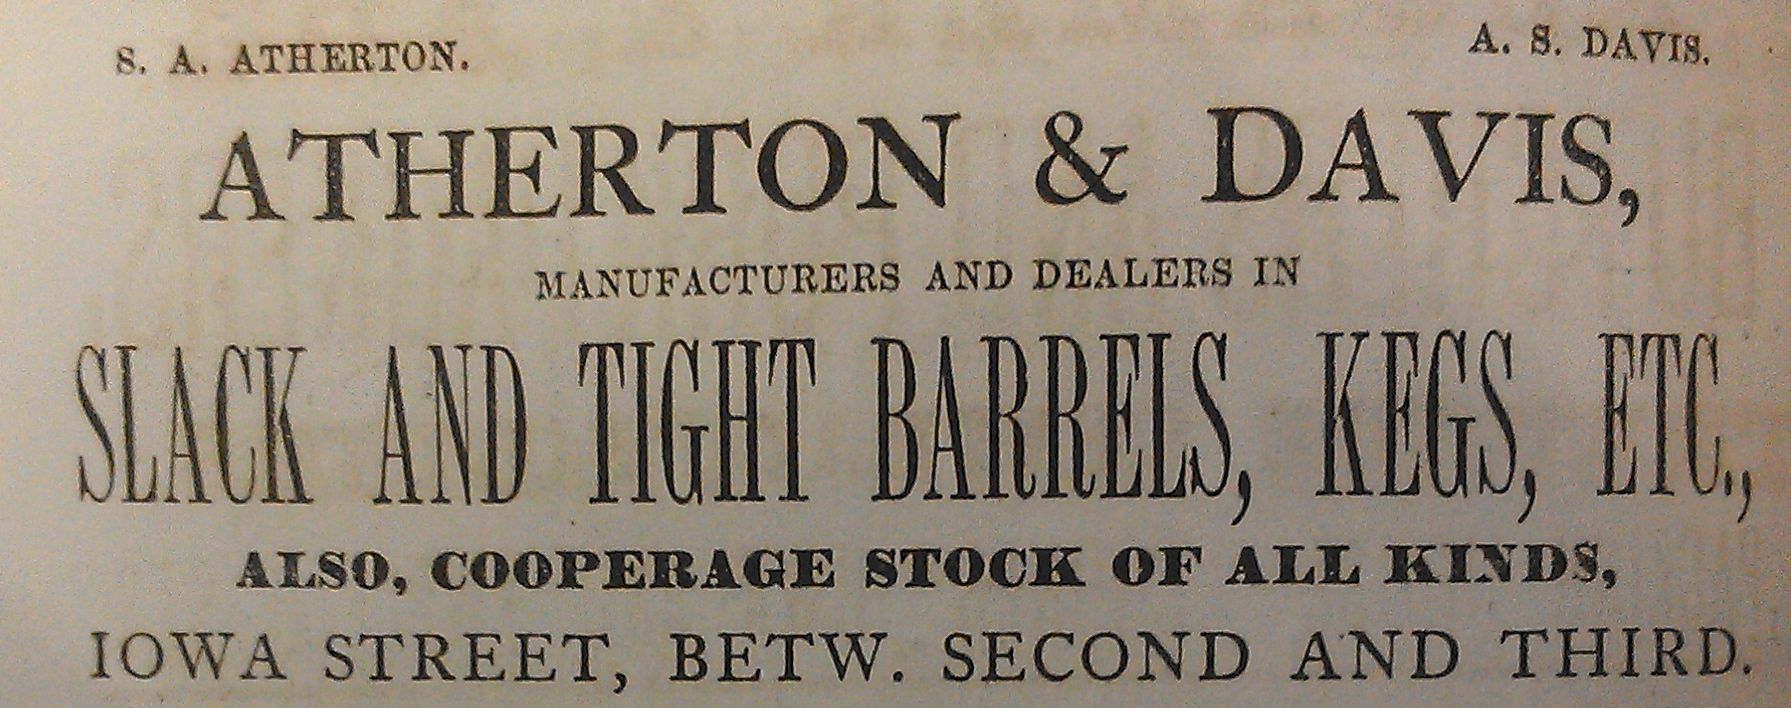 S. A. ATHERTON. A. S. DAVIS.
ATHERTON & DAVIS,
MANUFACTURERS AND DEALERS IN
SLACK AND TIGHT BARRELS, KEGS, ETC.,
ALSO, COOPERAGE STOCK OF ALL KINDS,
IOWA STREET, BETW. SECOND AND THIRD.